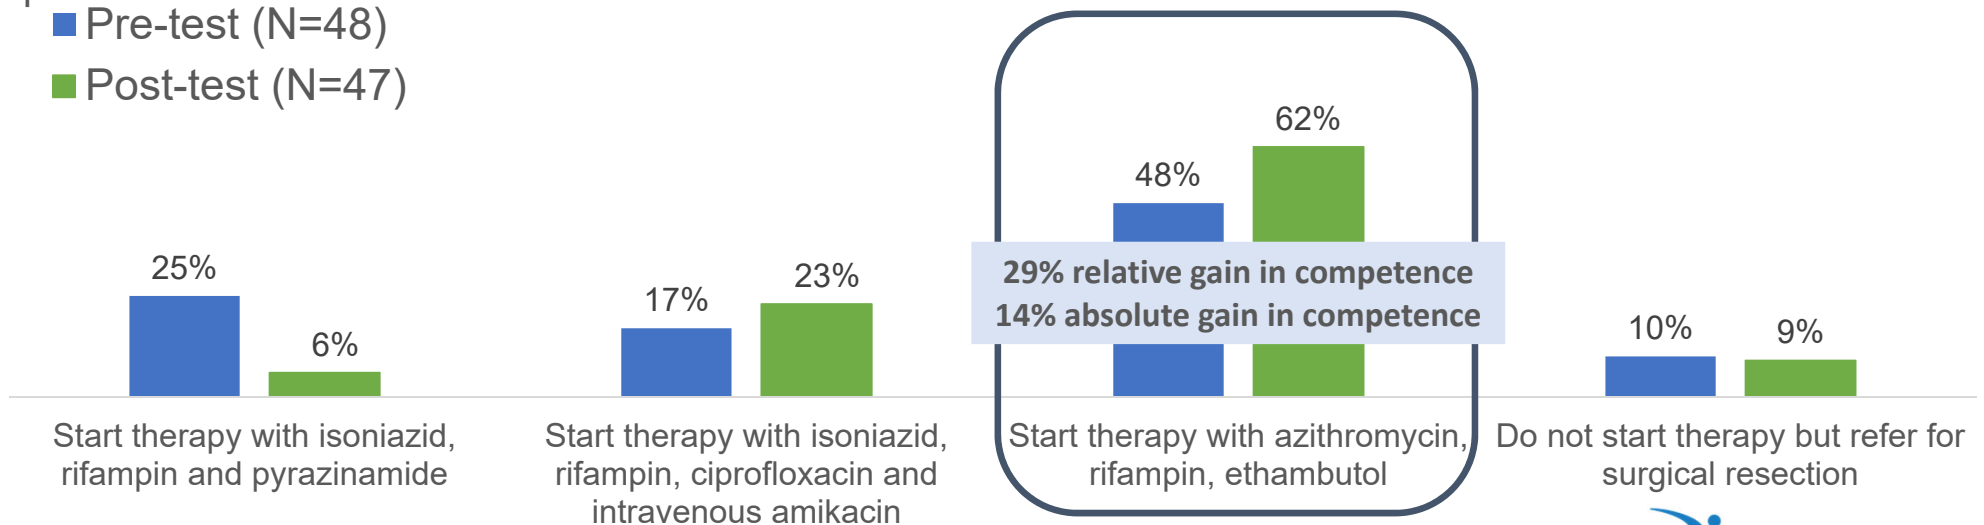 Pre-test (N=48)
Post-test (N=47)
25%
6%
17%
23%
48%
62%
10%
9%
29% relative gain in competence
14% absolute gain in competence
Start therapy with isoniazid,
rifampin and pyrazinamide
Start therapy with isoniazid,
rifampin, ciprofloxacin and
intravenous amikacin
Start therapy with azithromycin,
rifampin, ethambutol
Do not start therapy but refer for
surgical resection